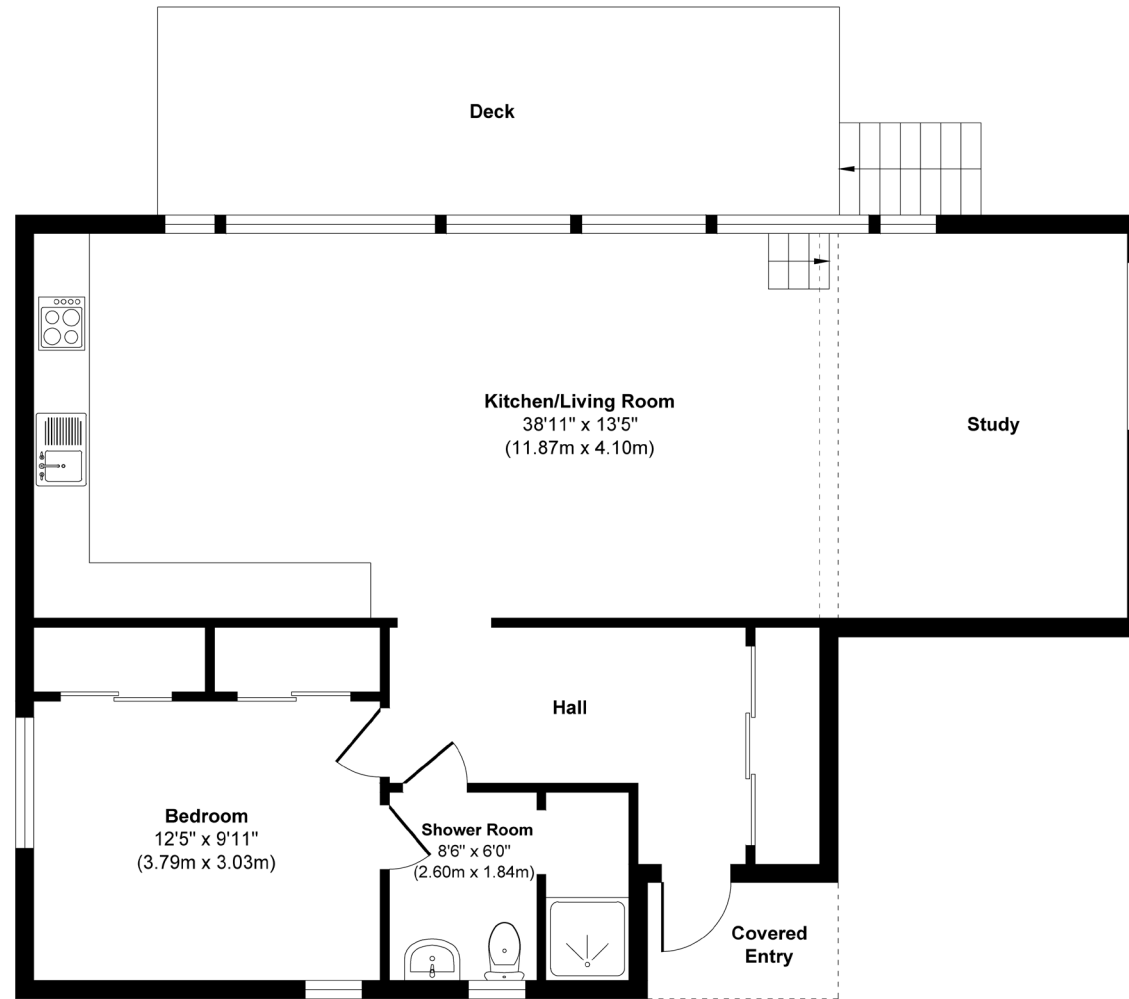 Deck
Kitchen/Living Room
38'11" x 13'5"
(11.87m x 4.10m)
Study
Hall
Bedroom
12'5" x 9'11"
(3.79m x 3.03m)
Shower Room
8'6" x 6'0"
(2.60m x 1.84m)
Covered
Entry